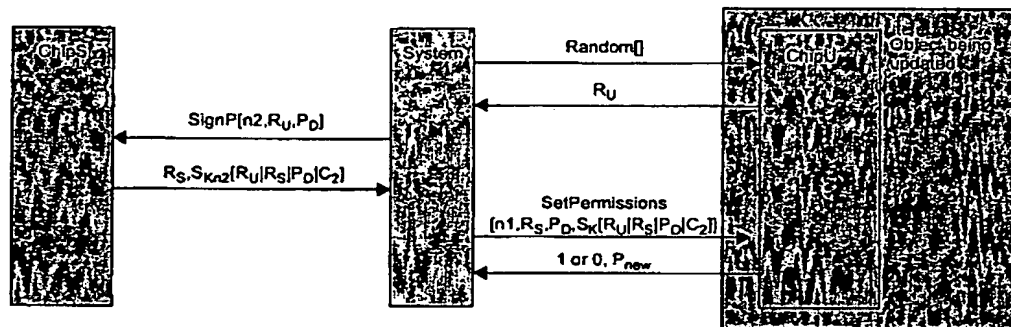 ChipS
System
ChipU
Object being
updated
Random[]
R_U
SignP[n2,R_U,P_D]
R_S,S_Kn2[R_U|R_S|P_D|C_2]
SetPermissions
[n1,R_S,P_D,S_K[R_U|R_S|P_D|C_2]]
1 or 0, P_new